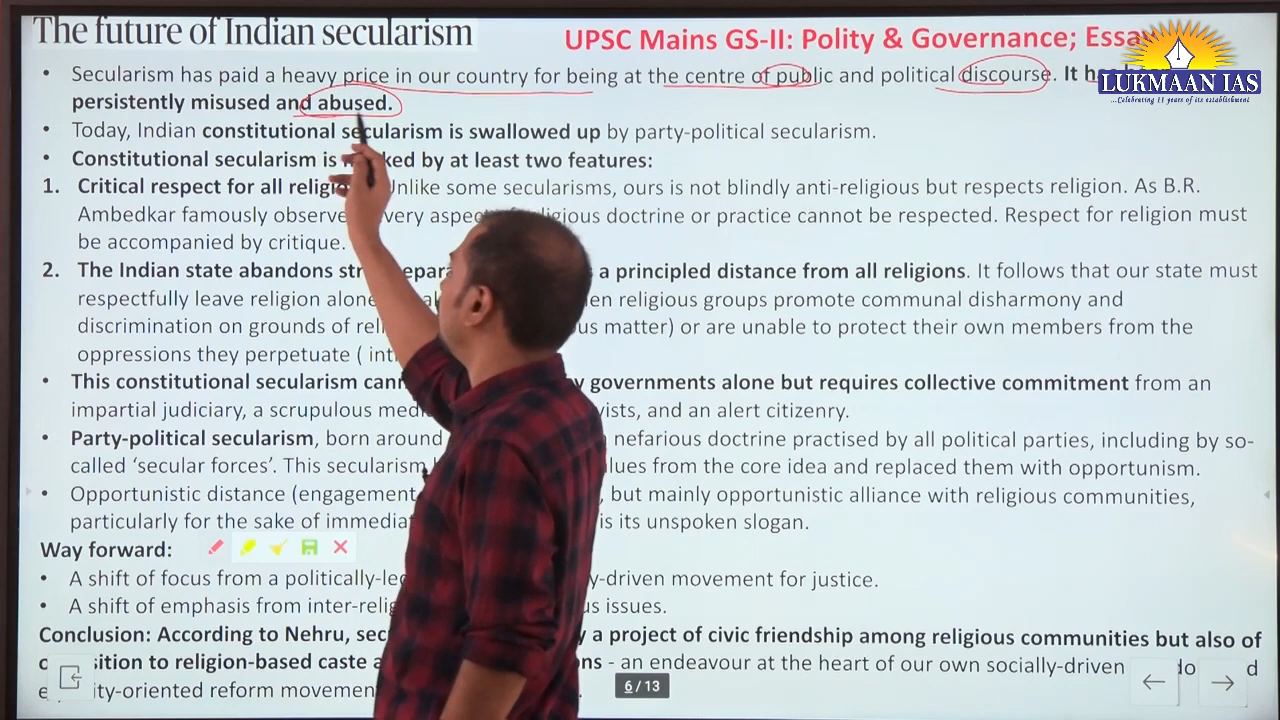 The future of Indian secularism
UPSC Mains GS-II: Polity & Governance; Essay
LUKMAAN IAS
...Celebrating 11 years of its establishment
• Secularism has paid a heavy price in our country for being at the centre of public and political discourse. It
persistently misused and abused.
• Today, Indian constitutional secularism is swallowed up by party-political secularism.
• Constitutional secularism is by at least two features:
1. Critical respect for all Unlike some secularisms, ours is not blindly anti-religious but respects religion. As B.R.
Ambedkar famously doctrine or practice cannot be respected. Respect for religion must
be accompanied by critique.
2. The Indian state abandons a principled distance from all religions. It follows that our state must
respectfully leave religion alone religious groups promote communal disharmony and
discrimination on grounds of matter) or are unable to protect their own members from the
oppressions they perpetuate (
• This constitutional secularism governments alone but requires collective commitment from an
impartial judiciary, a scrupulous and an alert citizenry.
• Party-political secularism, born around nefarious doctrine practised by all political parties, including by so-
called 'secular forces'. This secularism from the core idea and replaced them with opportunism.
• Opportunistic distance (engagement but mainly opportunistic alliance with religious communities,
particularly for the sake of is its unspoken slogan.
Way forward:
• A shift of focus from a movement for justice.
• A shift of emphasis from issues.
Conclusion: According to Nehru, a project of civic friendship among religious communities but also of
to religion-based caste - an endeavour at the heart of our own socially-driven
reform
6 / 13